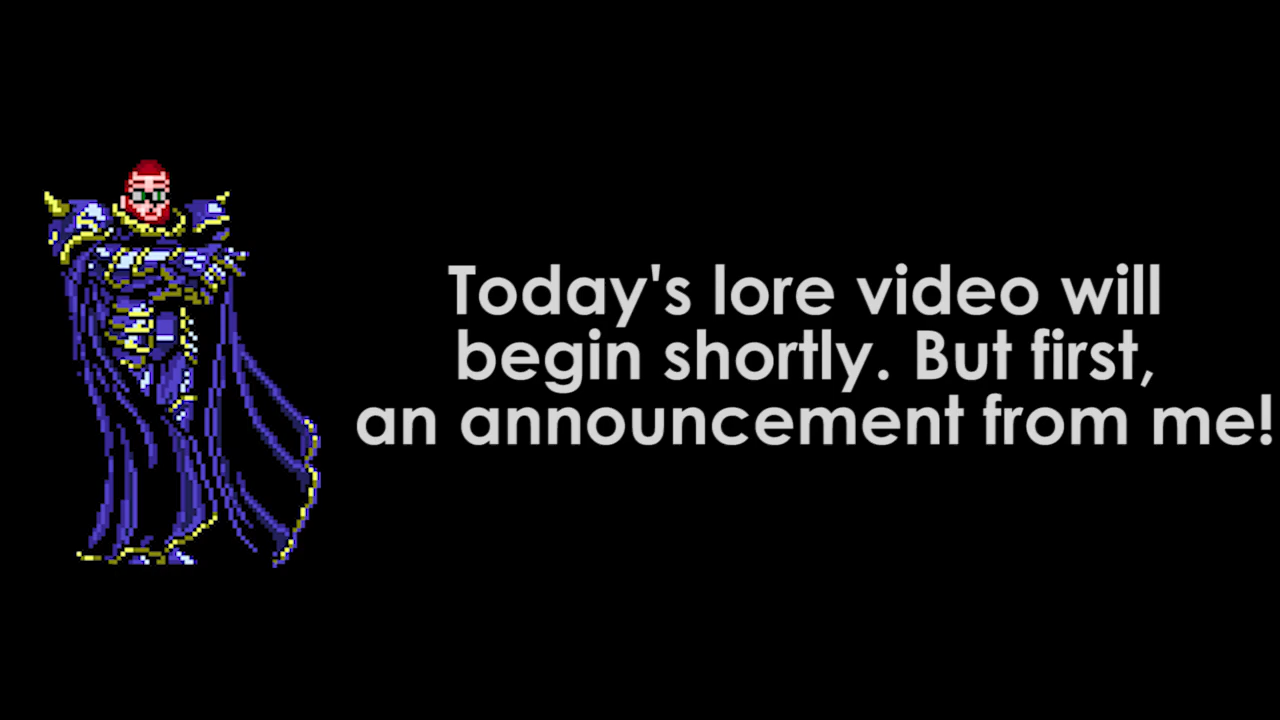 Today's lore video will
begin shortly. But first,
an announcement from me!